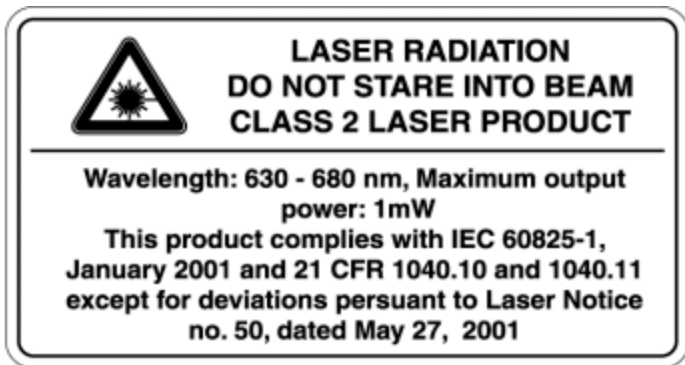 LASER RADIATION
DO NOT STARE INTO BEAM
CLASS 2 LASER PRODUCT
Wavelength: 630 - 680 nm, Maximum output
power: 1mW
This product complies with IEC 60825-1,
January 2001 and 21 CFR 1040.10 and 1040.11
except for deviations persuant to Laser Notice
no. 50, dated May 27, 2001